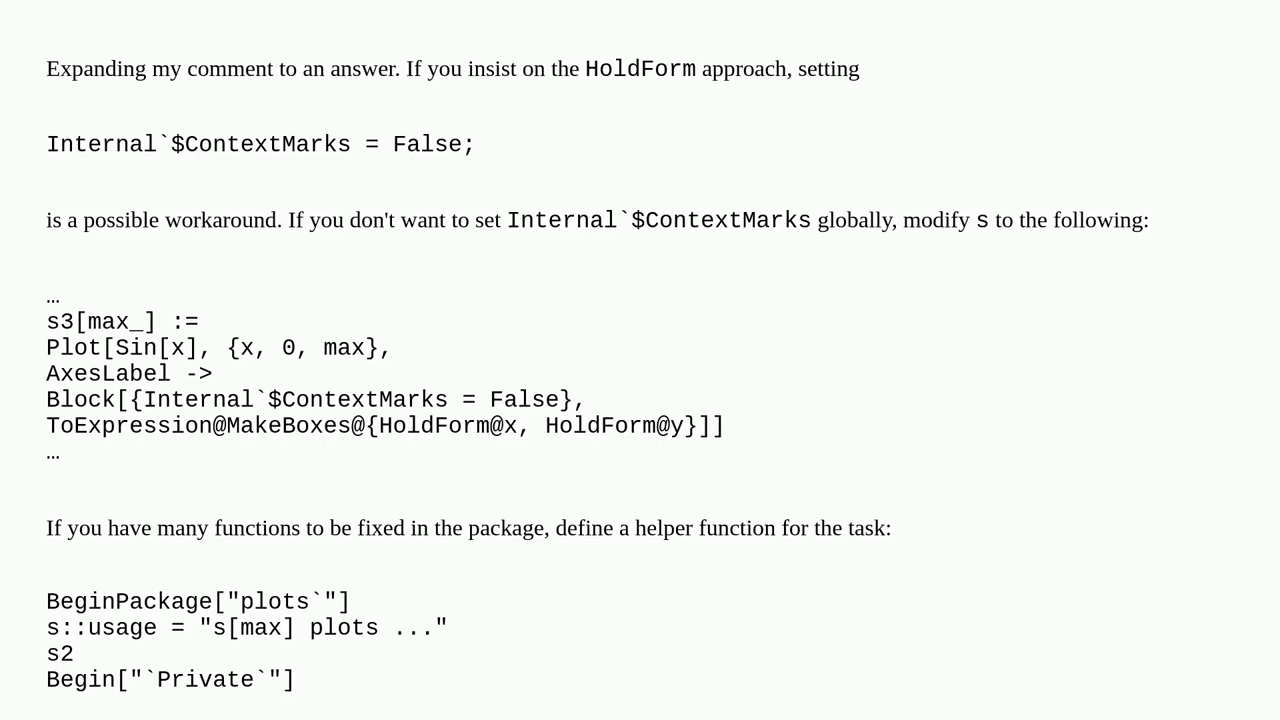 Expanding my comment to an answer. If you insist on the HoldForm approach, setting
Internal`$ContextMarks = False;
is a possible workaround. If you don't want to set Internal`$ContextMarks globally, modify s to the following:
…
s3[max_] :=
Plot[Sin[x], {x, 0, max},
AxesLabel ->
Block[{Internal`$ContextMarks = False},
ToExpression@MakeBoxes@{HoldForm@x, HoldForm@y}]]
…
If you have many functions to be fixed in the package, define a helper function for the task:
BeginPackage["plots`"]
s::usage = "s[max] plots ..."
s2
Begin["`Private`"]